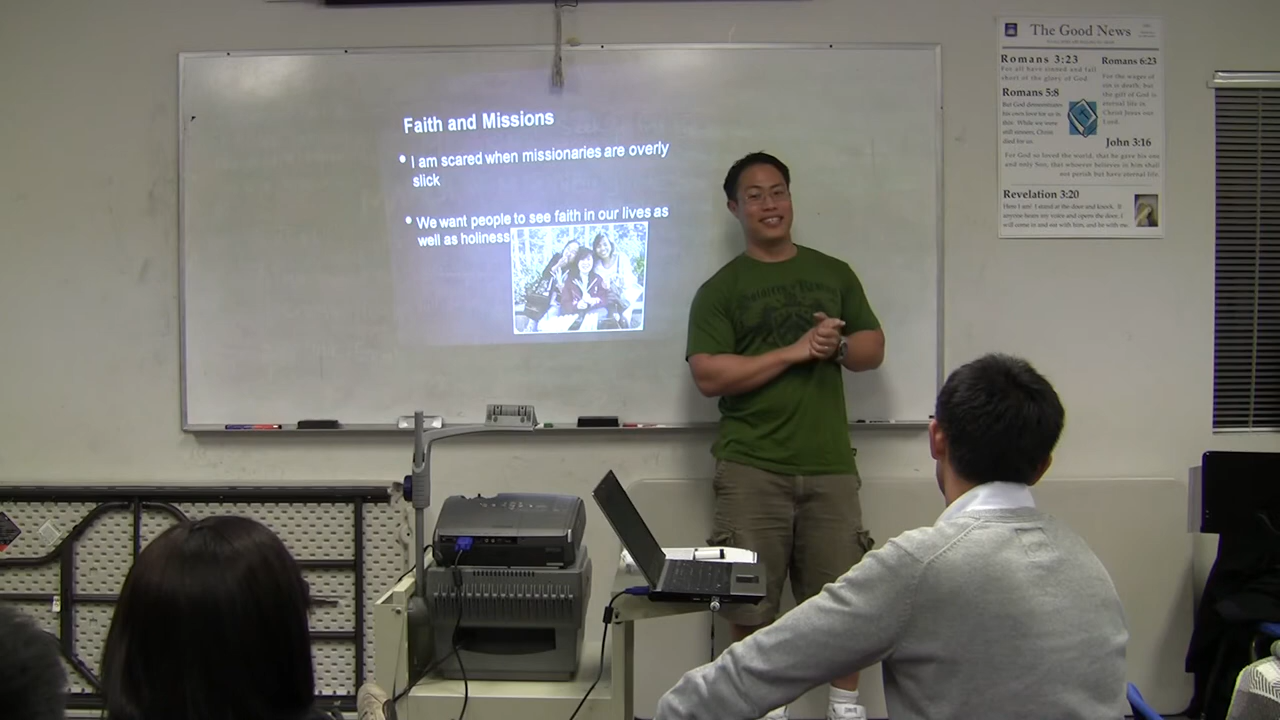 Faith and Missions
• I am scared when missionaries are overly
slick
• We want people to see faith in our lives as
well as holiness
The Good News
Romans 3:23
For all have sinned and fall
short of the glory of God
Romans 5:8
But God demonstrates
his own love for us in
this: While we were
still sinners, Christ
died for us.
Romans 6:23
For the wages of
sin is death, but
the gift of God is
eternal life in
Christ Jesus our
Lord.
John 3:16
For God so loved the world, that he gave his one
and only Son, that whoever believes in him shall
not perish but have eternal life.
Revelation 3:20
Here I am! I stand at the door and knock. If
anyone hears my voice and opens the door, I
will come in and eat with him, and he with me.